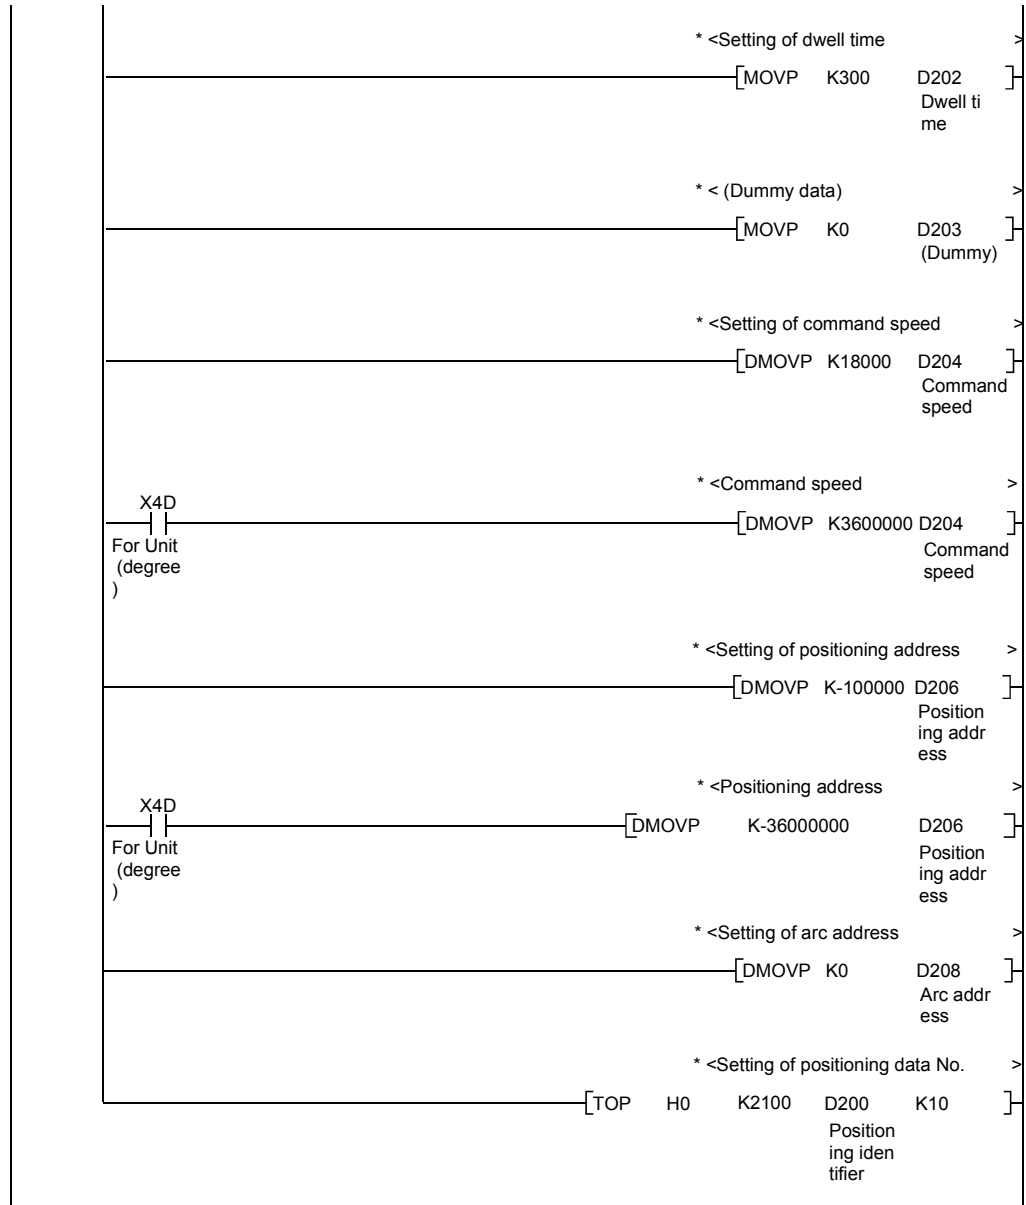 * <Setting of dwell time >
MOVP K300 D202
Dwell ti
me
* < (Dummy data) >
MOVP K0 D203
(Dummy)
* <Setting of command speed >
DMOVP K18000 D204
Command
speed
* <Command speed >
X4D
DMOVP K3600000 D204
For Unit
(degree
)
Command
speed
* <Setting of positioning address >
DMOVP K-100000 D206
Position
ing addr
ess
* <Positioning address >
X4D
DMOVP K-36000000 D206
For Unit
(degree
)
Position
ing addr
ess
* <Setting of arc address >
DMOVP K0 D208
Arc addr
ess
* <Setting of positioning data No. >
TOP H0 K2100 D200 K10
Position
ing iden
tifier